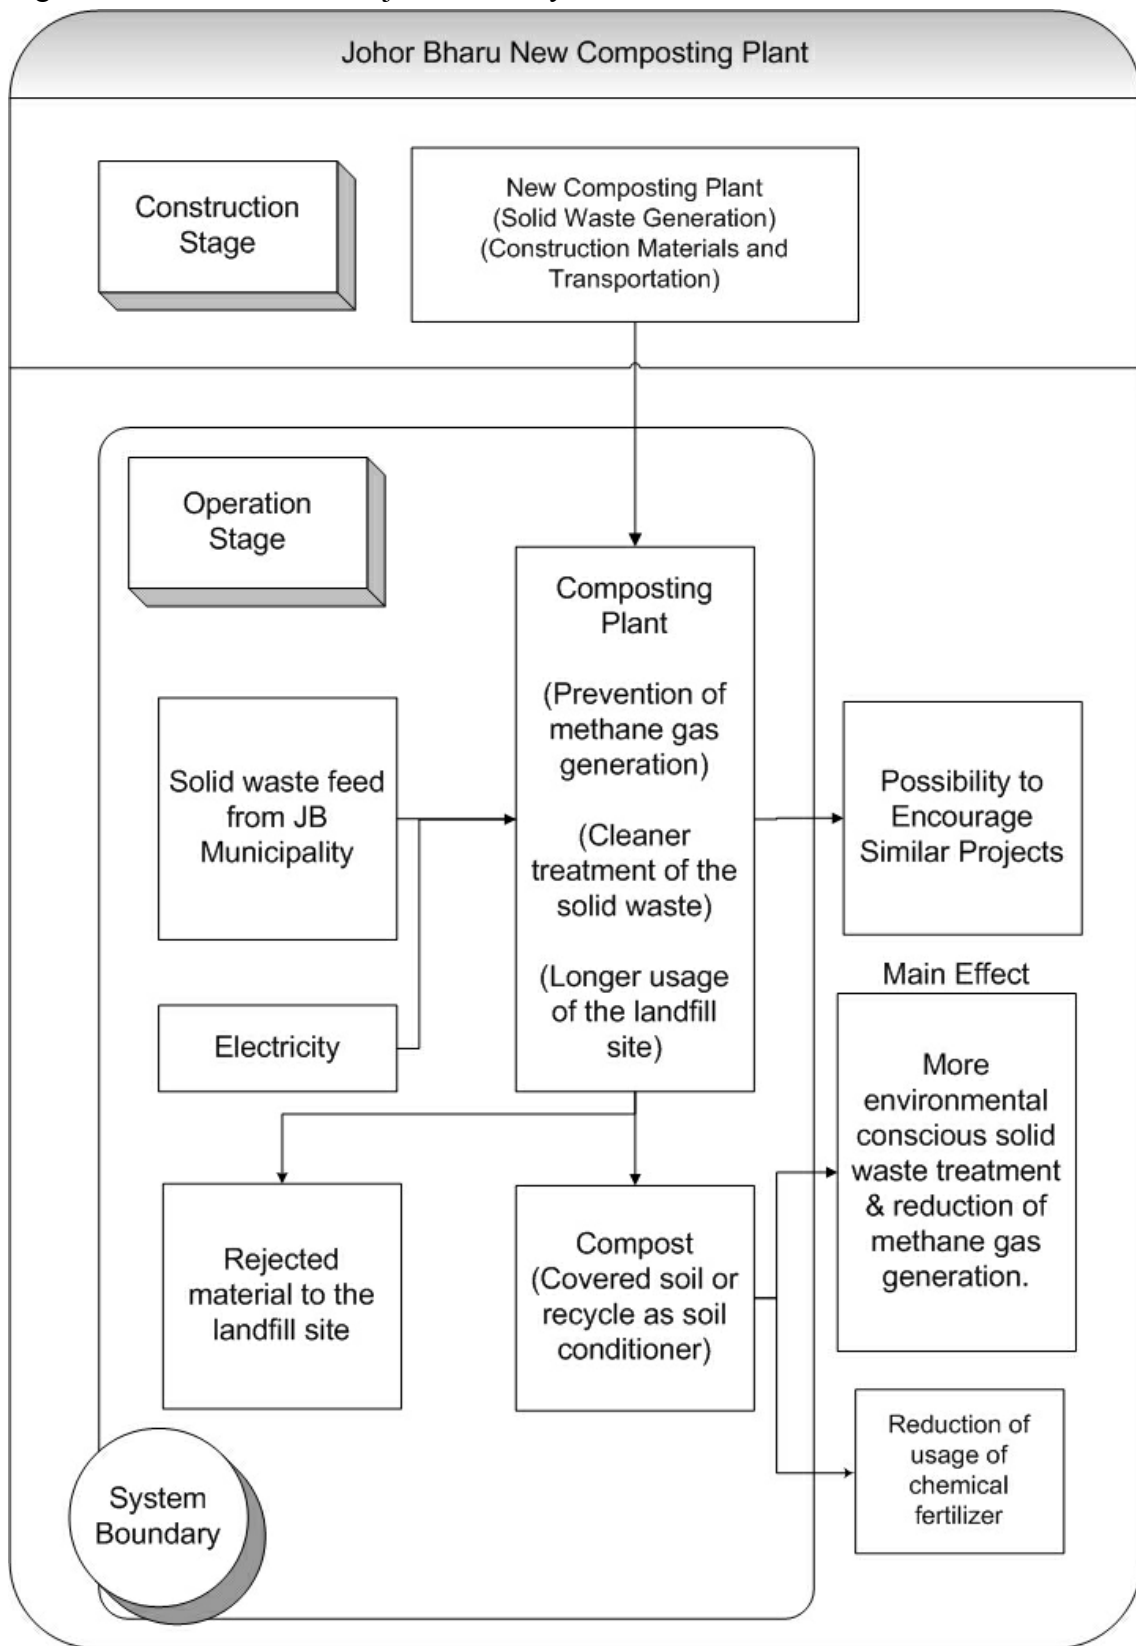 Johor Bharu New Composting Plant
Construction
Stage
New Composting Plant
(Solid Waste Generation)
(Construction Materials and
Transportation)
Operation
Stage
Composting
Plant
(Prevention of
methane gas
generation)
(Cleaner
treatment of the
solid waste)
(Longer usage
of the landfill
site)
Solid waste feed
from JB
Municipality
Possibility to
Encourage
Similar Projects
Electricity
Main Effect
More
environmental
conscious solid
waste treatment
& reduction of
methane gas
generation.
Rejected
material to the
landfill site
Compost
(Covered soil or
recycle as soil
conditioner)
Reduction of
usage of
chemical
fertilizer
System
Boundary